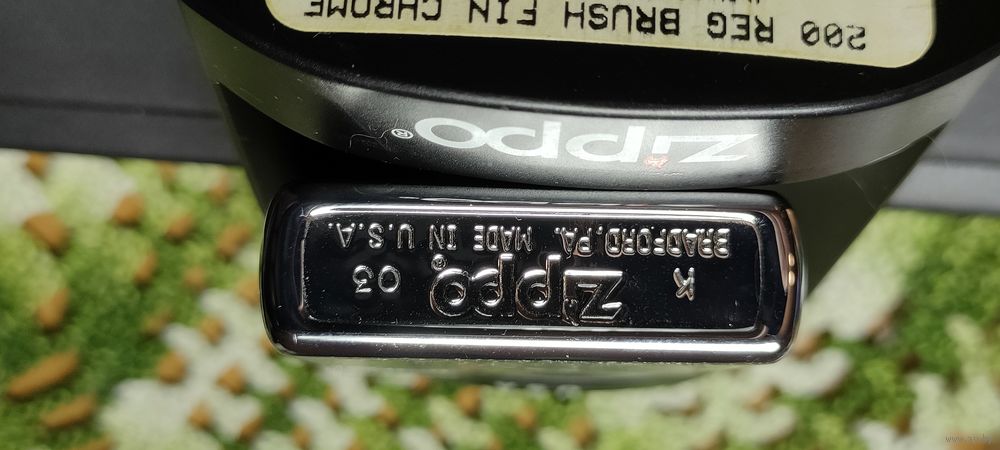 200 REG BRUSH FIN CHROME
Zippo®
BRADFORD, PA. MADE IN U.S.A.
K Zippo® 03